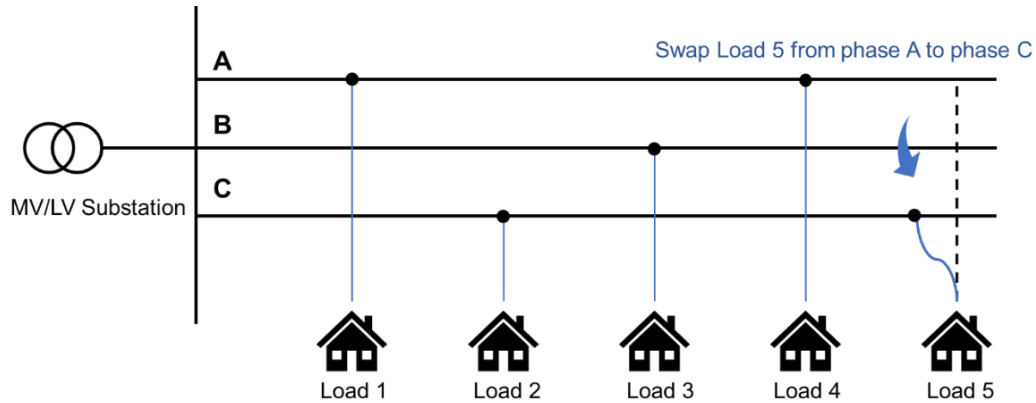 A
Swap Load 5 from phase A to phase C
B
C
MV/LV Substation
Load 1
Load 2
Load 3
Load 4
Load 5